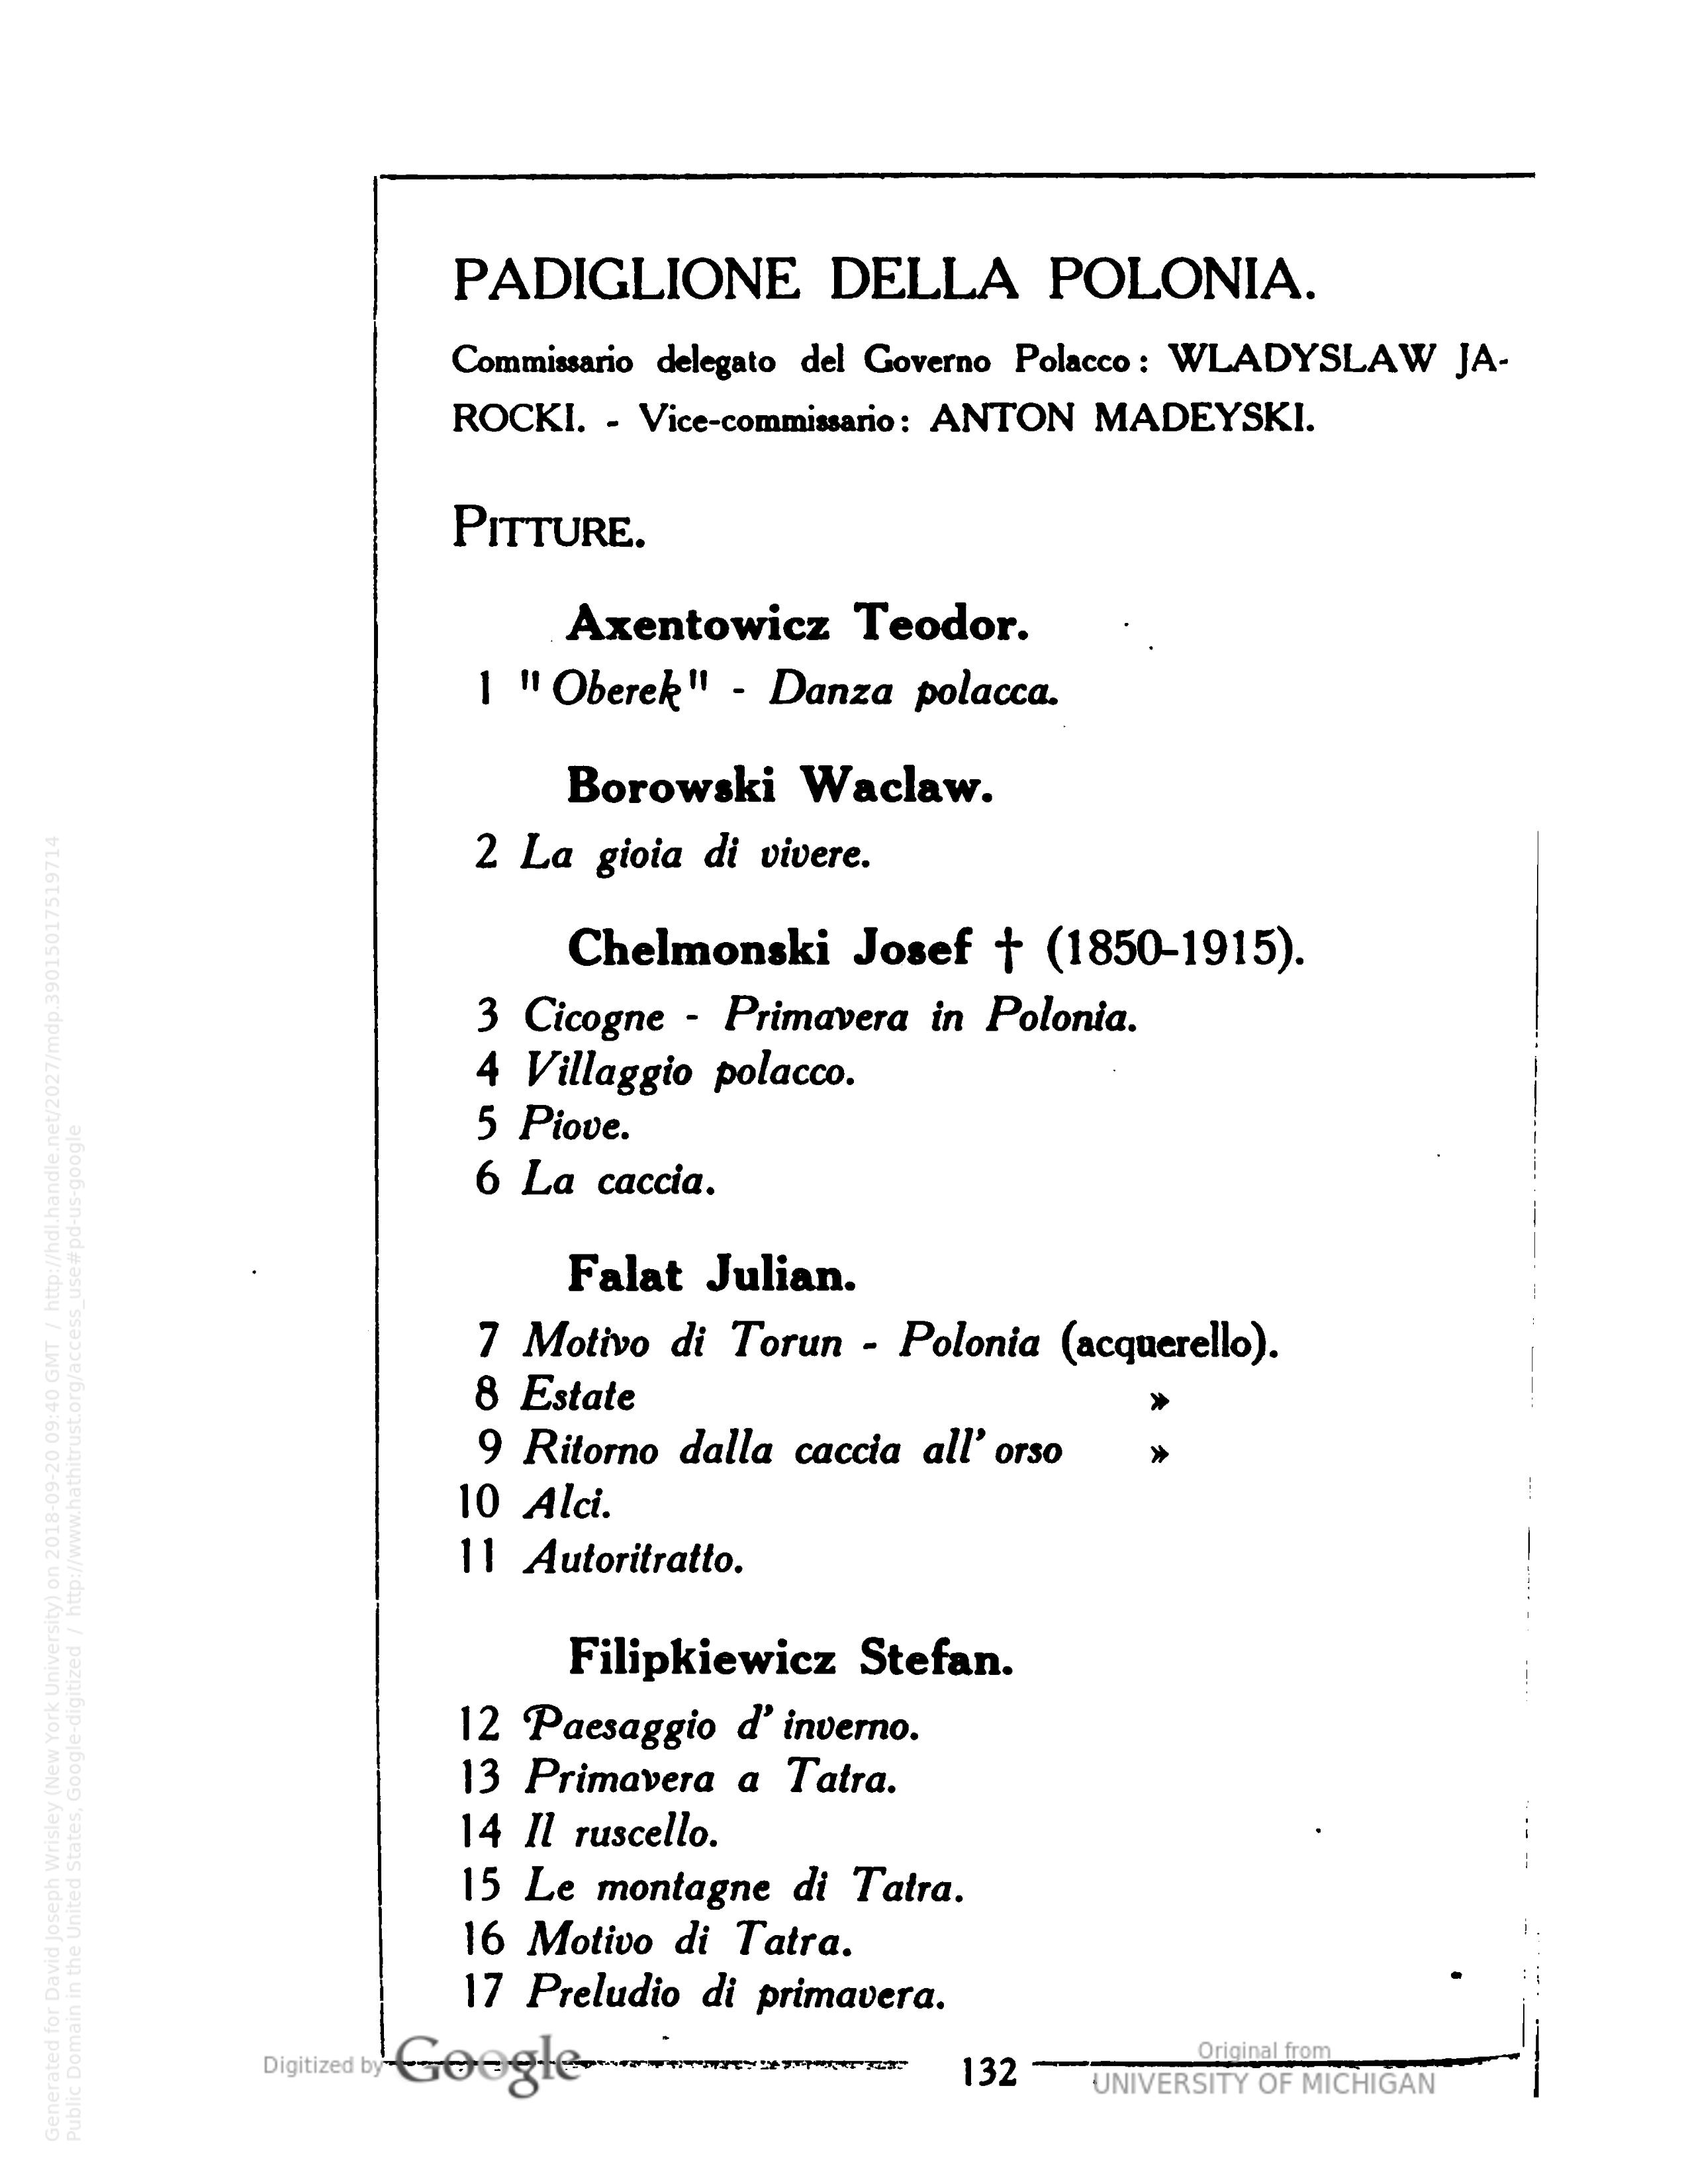 PADIGLIONE DELLA POLONIA.
Commissario delegato del Governo Polacco: WLADYSLAW JA-
ROCKI. - Vice-commissario: ANTON MADEYSKI.
PITTURE.
Axentowicz Teodor.
1 "Oberek" - Danza polacca.
Borowski Waclaw.
2 La gioia di vivere.
Chelmonski Josef † (1850-1915).
3 Cicogne - Primavera in Polonia.
4 Villaggio polacco.
5 Piove.
6 La caccia.
Falat Julian.
7 Motivo di Torun - Polonia (acquerello).
8 Estate »
9 Ritorno dalla caccia all' orso »
10 Alci.
11 Autoritratto.
Filipkiewicz Stefan.
12 Paesaggio d' inverno.
13 Primavera a Tatra.
14 Il ruscello.
15 Le montagne di Tatra.
16 Motivo di Tatra.
17 Preludio di primavera.
132
Digitized by Google
Original from
UNIVERSITY OF MICHIGAN
Generated for David Joseph Wrisley (New York University) on 2018-09-20 09:40 GMT / http://hdl.handle.net/2027/mdp.39015017519714
Public Domain in the United States, Google-digitized / http://www.hathitrust.org/access_use#pd-us-google